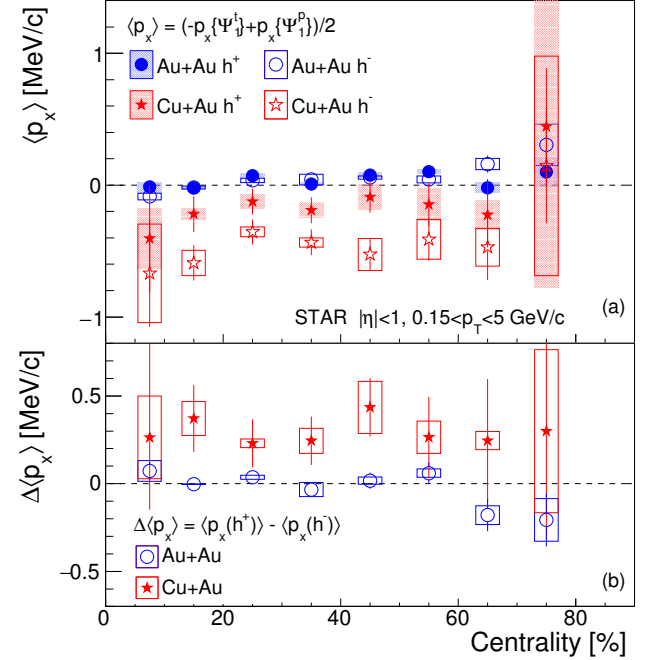 ⟨p_x⟩ [MeV/c]
1
0
−1
⟨p_x⟩ = (-p_x{Ψ_1^t}+p_x{Ψ_1^p})/2
Au+Au h⁺ Au+Au h⁻
Cu+Au h⁺ Cu+Au h⁻
(a)
STAR |η|<1, 0.15<p_T<5 GeV/c
Δ⟨p_x⟩ [MeV/c]
0.5
0
−0.5
Δ⟨p_x⟩ = ⟨p_x(h⁺)⟩ - ⟨p_x(h⁻)⟩
Au+Au
Cu+Au
(b)
0 20 40 60 80
Centrality [%]